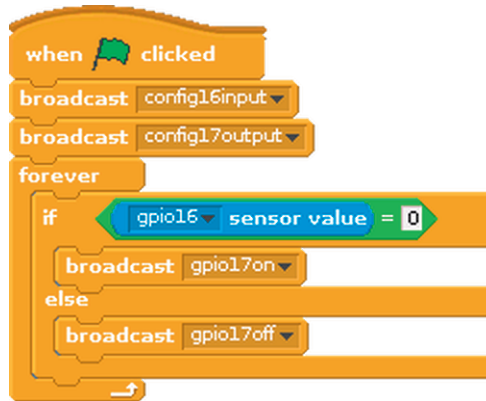 when clicked
broadcast config16input
broadcast config17output
forever
if gpio16 sensor value = 0
broadcast gpio17on
else
broadcast gpio17off